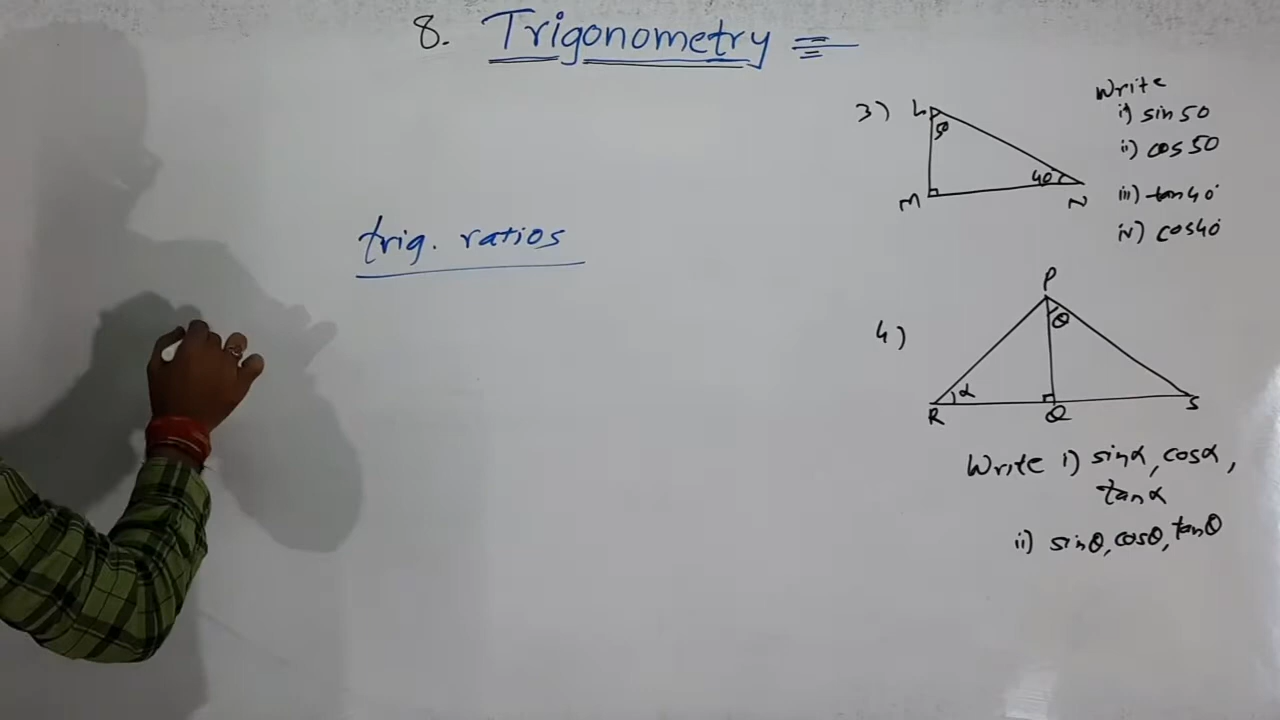 8. Trigonometry
trig. ratios
3) L
50
M
40°
N
Write
i) sin 50
ii) cos 50
iii) tan 40°
iv) cos 40°
4)
P
θ
R
α
Q
S
Write i) sinα, cosα,
tanα
ii) sinθ, cosθ, tanθ